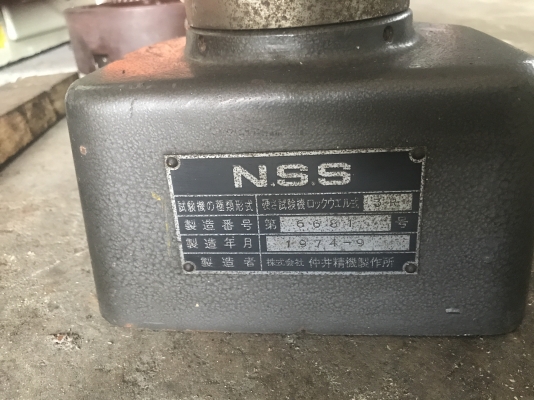 N.S.S
試験機の種類形式 硬さ試験機ロックウエル式
製造番号 第 6681 号
製造年月 1974-9
製造者 株式会社 仲井精機製作所